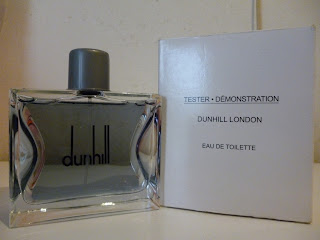 dunhill
TESTER • DÉMONSTRATION
DUNHILL LONDON
EAU DE TOILETTE